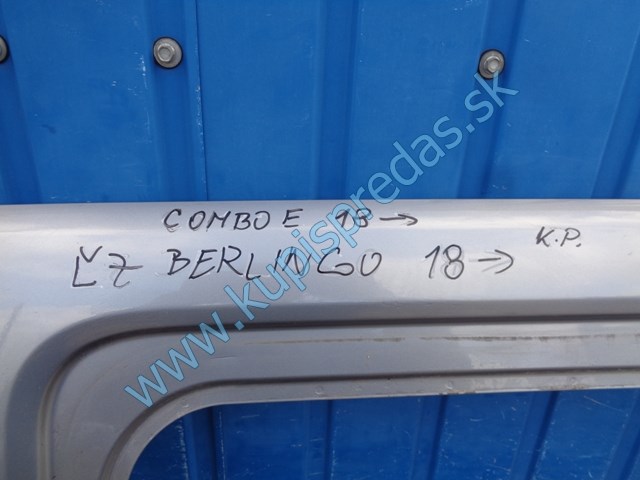 COMBO E 18 →
ĽZ BERLINGO 18 →
K.P.
www.kupispredas.sk